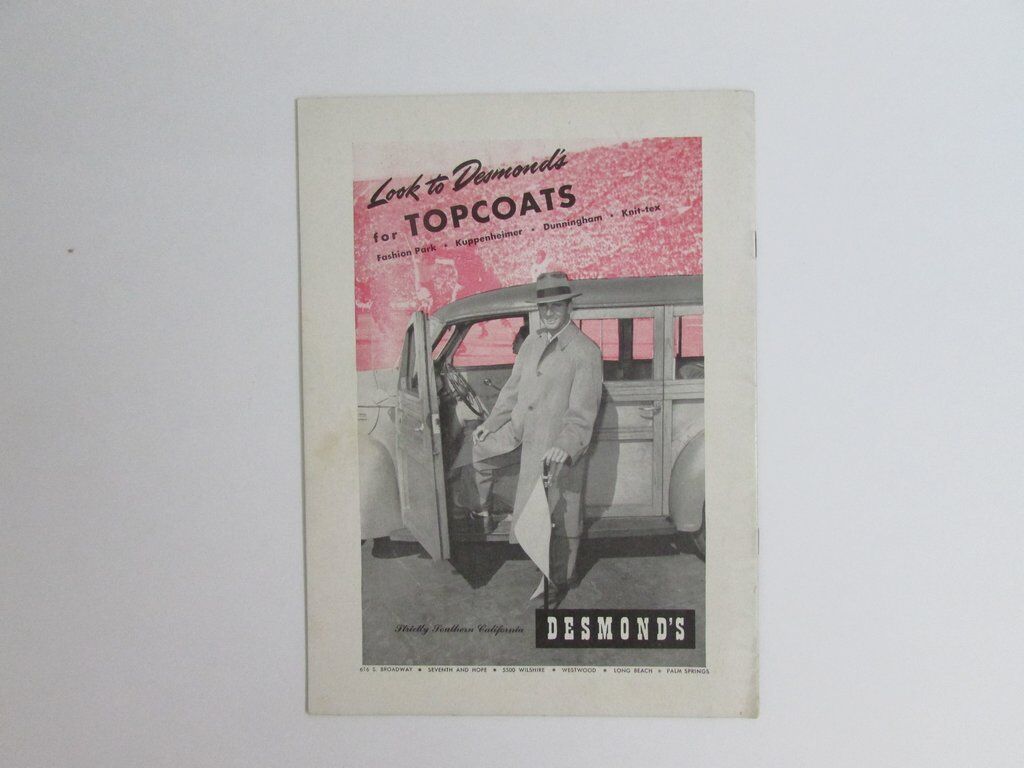 Look to Desmond's
for TOPCOATS
Fashion Park • Kuppenheimer • Dunningham • Knit-tex
Strictly Southern California
DESMOND'S
616 S. BROADWAY ★ SEVENTH AND HOPE ★ 5500 WILSHIRE ★ WESTWOOD ★ LONG BEACH ★ PALM SPRINGS